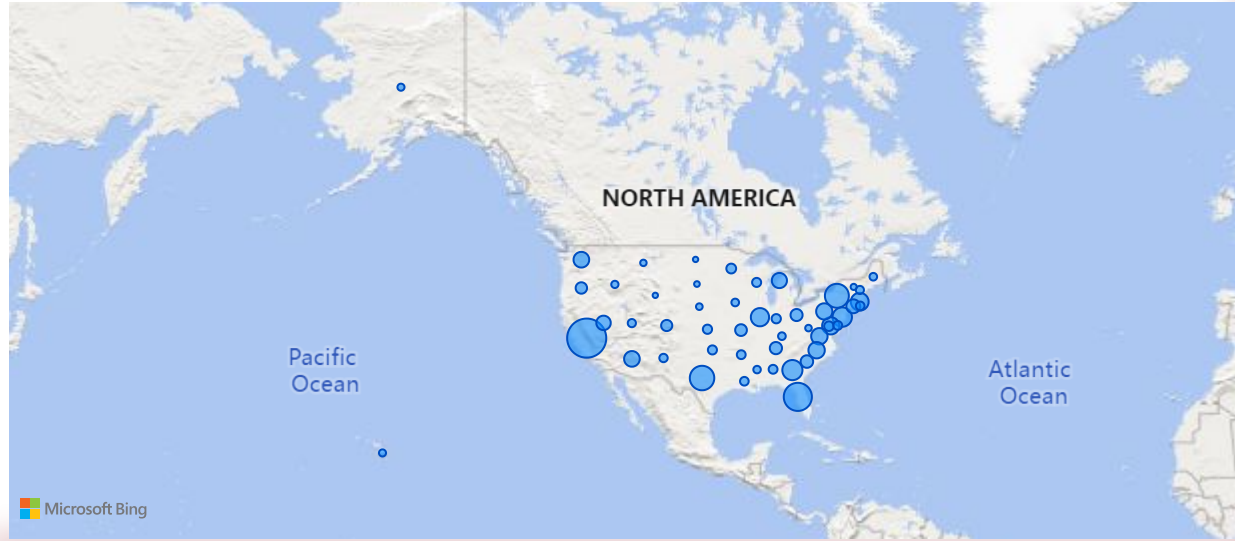 NORTH AMERICA
Pacific
Ocean
Atlantic
Ocean
Microsoft Bing